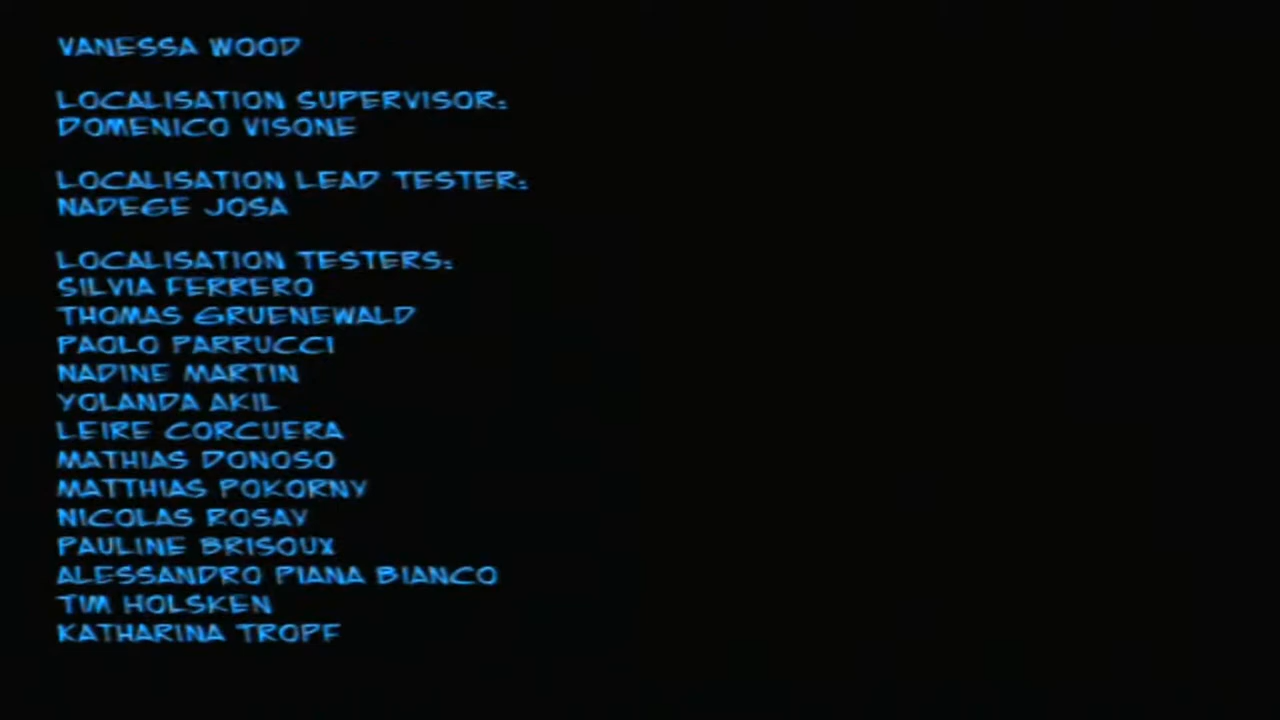 VANESSA WOOD
LOCALISATION SUPERVISOR:
DOMENICO VISONE
LOCALISATION LEAD TESTER:
NADEGE JOSA
LOCALISATION TESTERS:
SILVIA FERRERO
THOMAS GRUENEWALD
PAOLO PARRUCCI
NADINE MARTIN
YOLANDA AKIL
LEIRE CORCUERA
MATHIAS DONOSO
MATTHIAS POKORNY
NICOLAS ROSAY
PAULINE BRISOUX
ALESSANDRO PIANA BIANCO
TIM HOLSKEN
KATHARINA TROPF